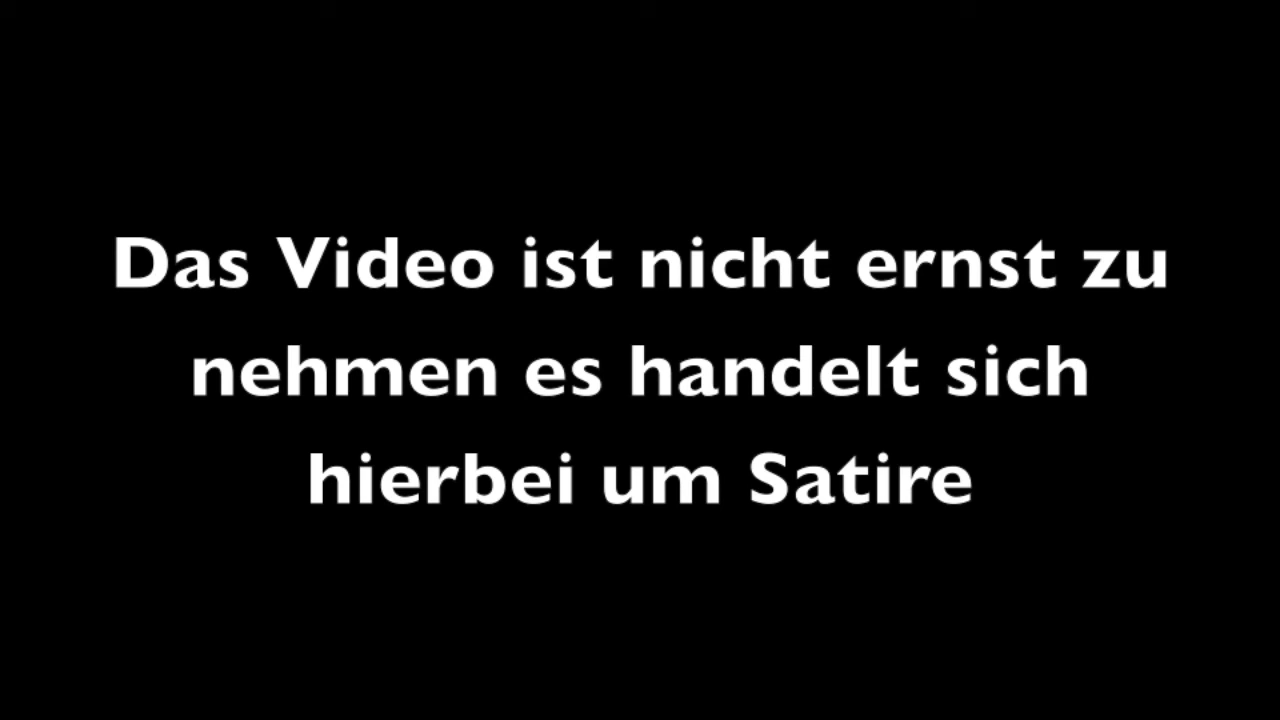 Das Video ist nicht ernst zu
nehmen es handelt sich
hierbei um Satire